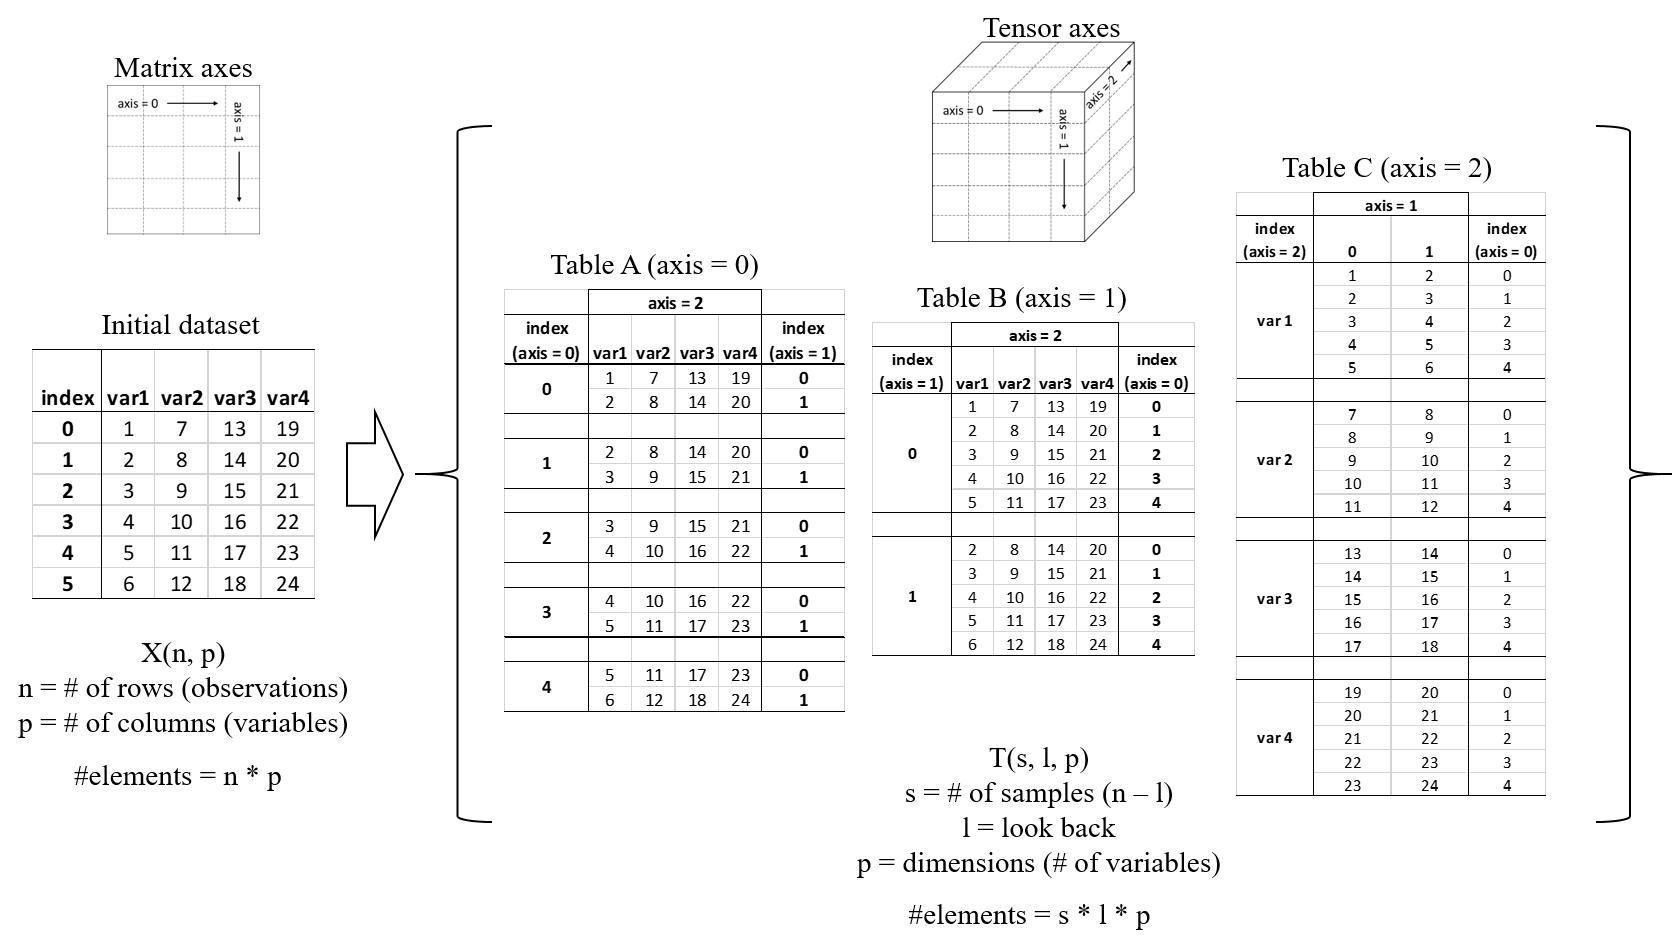 Matrix axes
axis = 0
axis = 1
Initial dataset
index var1 var2 var3 var4
0 1 7 13 19
1 2 8 14 20
2 3 9 15 21
3 4 10 16 22
4 5 11 17 23
5 6 12 18 24
X(n, p)
n = # of rows (observations)
p = # of columns (variables)
#elements = n * p
Table A (axis = 0)
axis = 2
index index
(axis = 0) var1 var2 var3 var4 (axis = 1)
0
1 7 13 19 0
2 8 14 20 1
1
2 8 14 20 0
3 9 15 21 1
2
3 9 15 21 0
4 10 16 22 1
3
4 10 16 22 0
5 11 17 23 1
4
5 11 17 23 0
6 12 18 24 1
Tensor axes
axis = 0
axis = 1
axis = 2
Table B (axis = 1)
axis = 2
index index
(axis = 1) var1 var2 var3 var4 (axis = 0)
0
1 7 13 19 0
2 8 14 20 1
3 9 15 21 2
4 10 16 22 3
5 11 17 23 4
1
2 8 14 20 0
3 9 15 21 1
4 10 16 22 2
5 11 17 23 3
6 12 18 24 4
T(s, l, p)
s = # of samples (n – l)
l = look back
p = dimensions (# of variables)
#elements = s * l * p
Table C (axis = 2)
axis = 1
index index
(axis = 2) 0 1 (axis = 0)
var 1
1 2 0
2 3 1
3 4 2
4 5 3
5 6 4
var 2
7 8 0
8 9 1
9 10 2
10 11 3
11 12 4
var 3
13 14 0
14 15 1
15 16 2
16 17 3
17 18 4
var 4
19 20 0
20 21 1
21 22 2
22 23 3
23 24 4